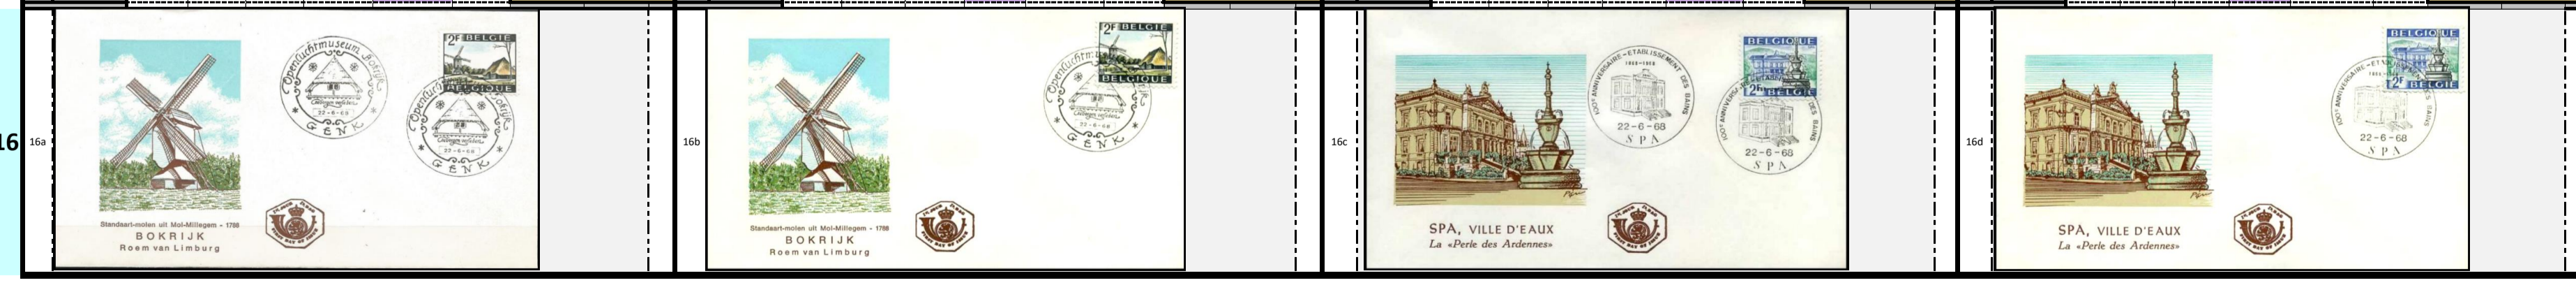 16
16a
Openluchtmuseum Bokrijk
22-6-68
GENK
2F BELGIE
BELGIQUE
Openluchtmuseum Bokrijk
22-6-68
GENK
Standaart-molen uit Mol-Millegem - 1788
BOKRIJK
Roem van Limburg
16b
2F BELGIE
BELGIQUE
22-6-68
GENK
Standaart-molen uit Mol-Millegem - 1788
BOKRIJK
Roem van Limburg
16c
100e ANNIVERSAIRE-ETABLISSEMENT DES BAINS
1868-1968
22-6-68
SPA
BELGIQUE
2F BELGIE
DES BAINS
22-6-68
SPA
SPA, VILLE D'EAUX
La «Perle des Ardennes»
16d
BELGIQUE
2F BELGIE
100e ANNIVERSAIRE
22-6-68
SPA
SPA, VILLE D'EAUX
La «Perle des Ardennes»